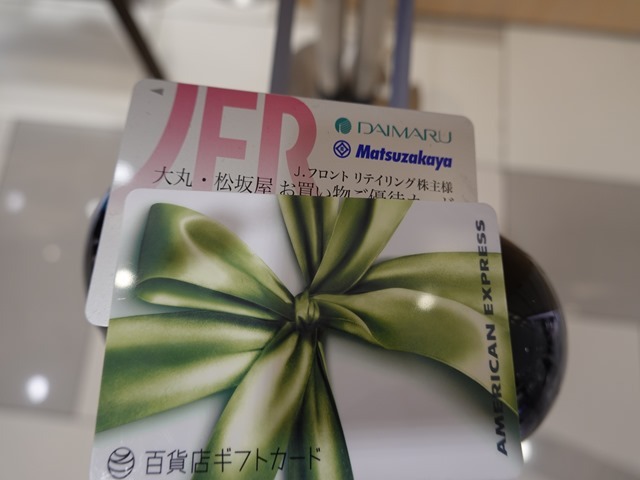 JFR
DAIMARU
Matsuzakaya
J.フロント リテイリング 株主様
大丸・松坂屋 お買い物ご優待カード
AMERICAN EXPRESS
百貨店ギフトカード